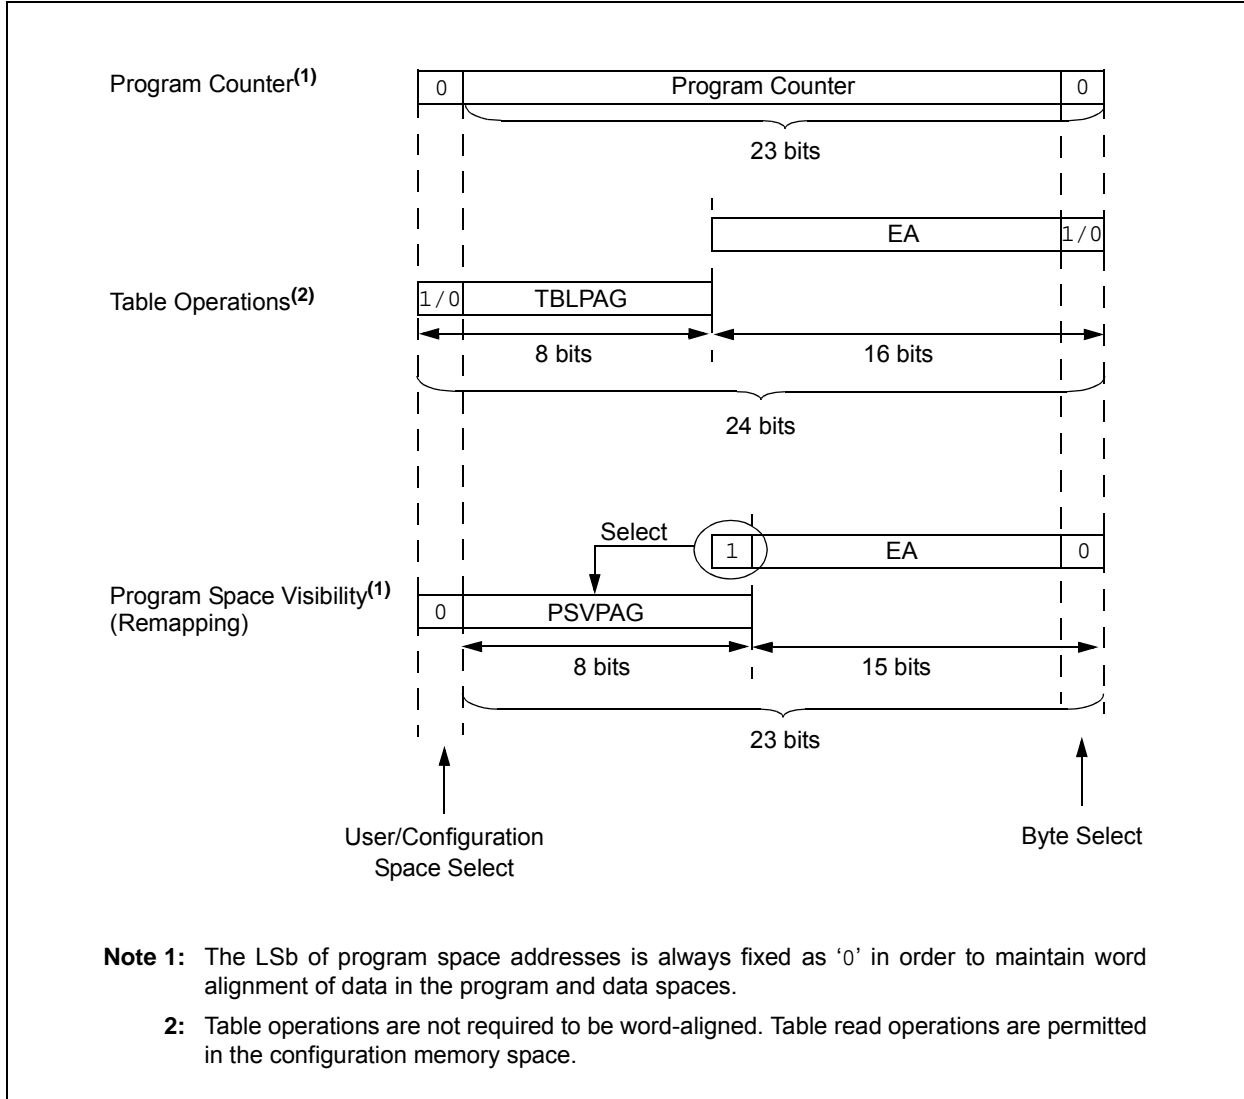 Program Counter(1)
0 Program Counter 0
23 bits
EA 1/0
Table Operations(2)
1/0 TBLPAG
8 bits 16 bits
24 bits
Select
1 EA 0
Program Space Visibility(1)
(Remapping)
0 PSVPAG
8 bits 15 bits
23 bits
User/Configuration
Space Select
Byte Select
Note 1: The LSb of program space addresses is always fixed as ‘0’ in order to maintain word
alignment of data in the program and data spaces.
2: Table operations are not required to be word-aligned. Table read operations are permitted
in the configuration memory space.